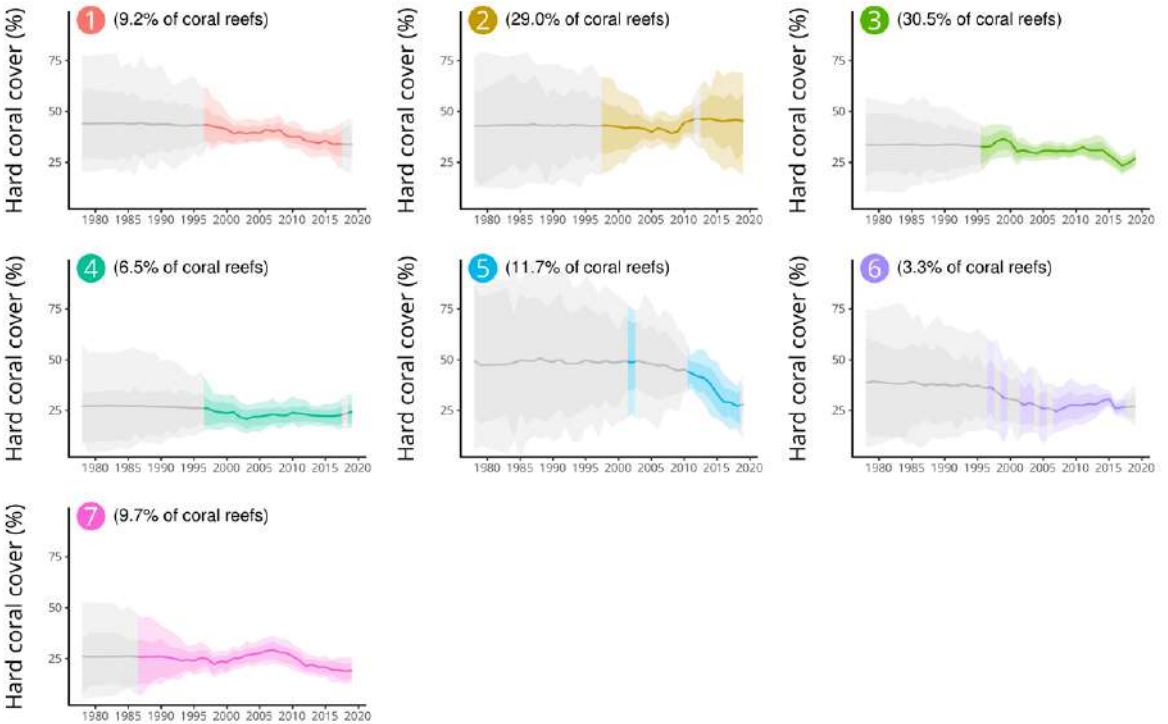 1 (9.2% of coral reefs)
Hard coral cover (%)
75
50
25
1980 1985 1990 1995 2000 2005 2010 2015 2020
2 (29.0% of coral reefs)
Hard coral cover (%)
75
50
25
1980 1985 1990 1995 2000 2005 2010 2015 2020
3 (30.5% of coral reefs)
Hard coral cover (%)
75
50
25
1980 1985 1990 1995 2000 2005 2010 2015 2020
4 (6.5% of coral reefs)
Hard coral cover (%)
75
50
25
1980 1985 1990 1995 2000 2005 2010 2015 2020
5 (11.7% of coral reefs)
Hard coral cover (%)
75
50
25
1980 1985 1990 1995 2000 2005 2010 2015 2020
6 (3.3% of coral reefs)
Hard coral cover (%)
75
50
25
1980 1985 1990 1995 2000 2005 2010 2015 2020
7 (9.7% of coral reefs)
Hard coral cover (%)
75
50
25
1980 1985 1990 1995 2000 2005 2010 2015 2020